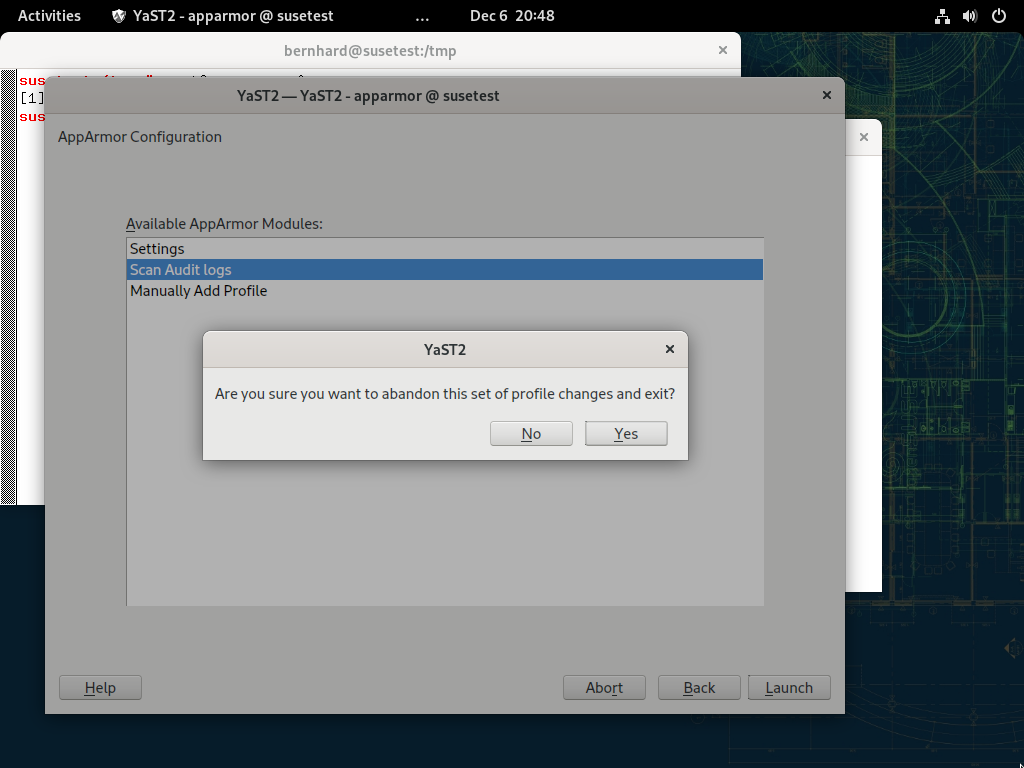 Activities
YaST2 - apparmor @ susetest
...
Dec 6 20:48
bernhard@susetest:/tmp
[1]
sus
YaST2 — YaST2 - apparmor @ susetest
AppArmor Configuration
Available AppArmor Modules:
Settings
Scan Audit logs
Manually Add Profile
YaST2
Are you sure you want to abandon this set of profile changes and exit?
No
Yes
Help
Abort
Back
Launch